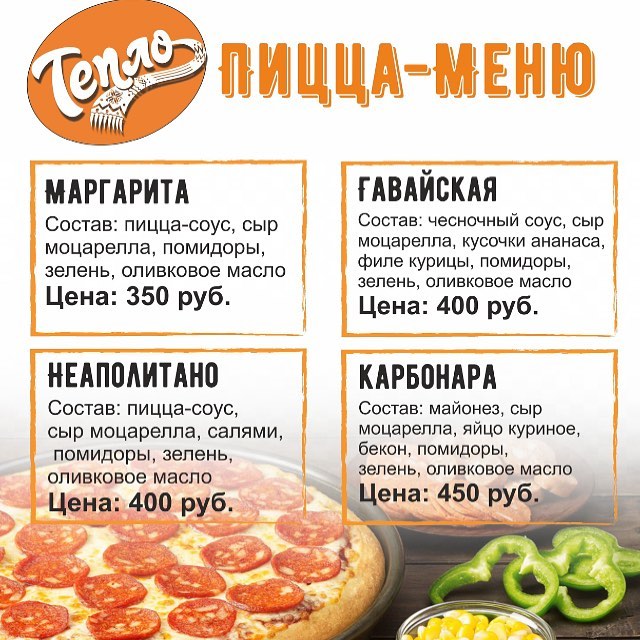 Тепло
ПИЦЦА-МЕНЮ
МАРГАРИТА
Состав: пицца-соус, сыр
моцарелла, помидоры,
зелень, оливковое масло
Цена: 350 руб.
ГАВАЙСКАЯ
Состав: чесночный соус, сыр
моцарелла, кусочки ананаса,
филе курицы, помидоры,
зелень, оливковое масло
Цена: 400 руб.
НЕАПОЛИТАНО
Состав: пицца-соус,
сыр моцарелла, салями,
помидоры, зелень,
оливковое масло
Цена: 400 руб.
КАРБОНАРА
Состав: майонез, сыр
моцарелла, яйцо куриное,
бекон, помидоры,
зелень, оливковое масло
Цена: 450 руб.